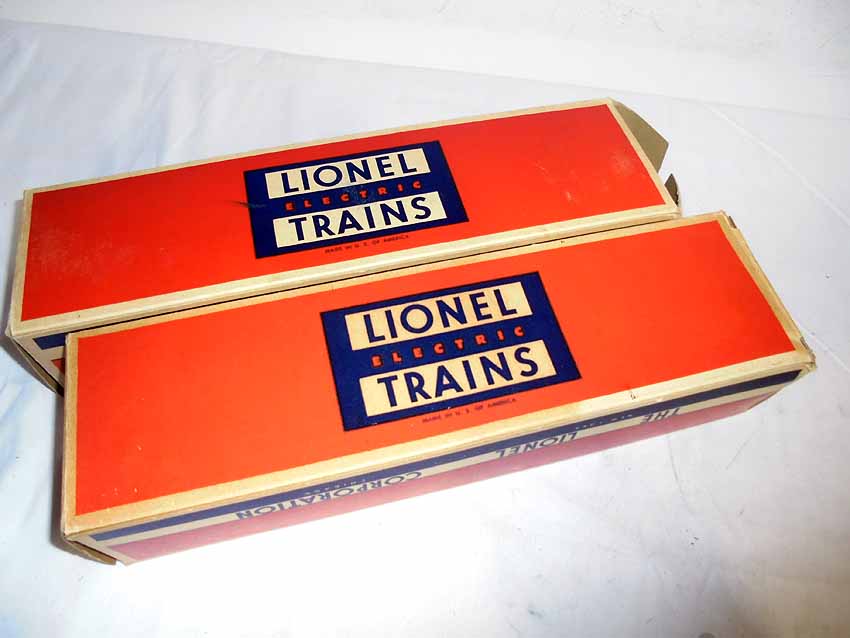 LIONEL
ELECTRIC
TRAINS
MADE IN U. S. OF AMERICA
LIONEL
ELECTRIC
TRAINS
MADE IN U. S. OF AMERICA
THE LIONEL CORPORATION